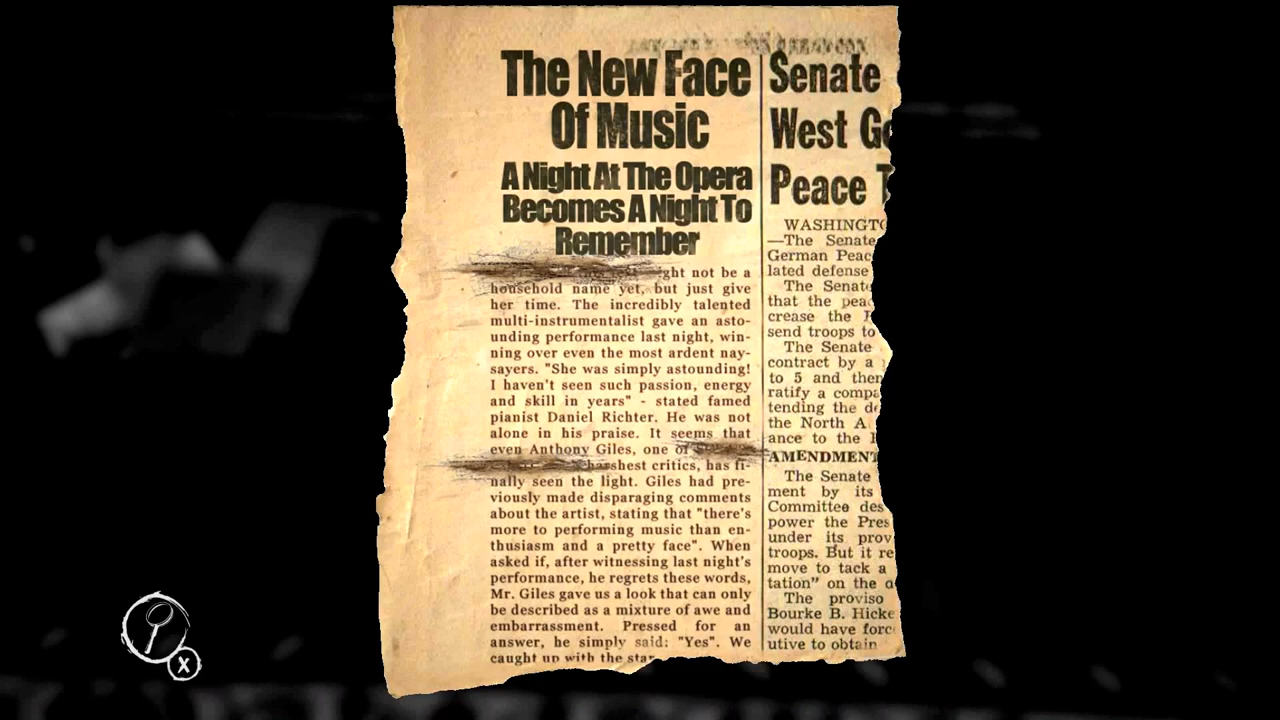 The New Face
Of Music
A Night At The Opera
Becomes A Night To
Remember
not be a
household name yet, but just give
her time. The incredibly talented
multi-instrumentalist gave an asto-
unding performance last night, win-
ning over even the most ardent nay-
sayers. "She was simply astounding!
I haven't seen such passion, energy
and skill in years" - stated famed
pianist Daniel Richter. He was not
alone in his praise. It seems that
even Anthony Giles, one of
harshest critics, has fi-
nally seen the light. Giles had pre-
viously made disparaging comments
about the artist, stating that "there's
more to performing music than en-
thusiasm and a pretty face". When
asked if, after witnessing last night's
performance, he regrets these words,
Mr. Giles gave us a look that can only
be described as a mixture of awe and
embarrassment. Pressed for an
answer, he simply said: "Yes". We
caught up with the star
Senate
West Ge
Peace T
WASHINGTO
—The Senate
German Peac
lated defense
The Senate
that the peac
crease the
send troops to
The Senate
contract by a
to 5 and then
ratify a compa
tending the de
the North A
ance to the
AMENDMENT
The Senate
ment by its
Committee des
power the Pres
under its prov
troops. But it re
move to tack a
tation" on the a
The proviso
Bourke B. Hicke
would have forc
utive to obtain
X